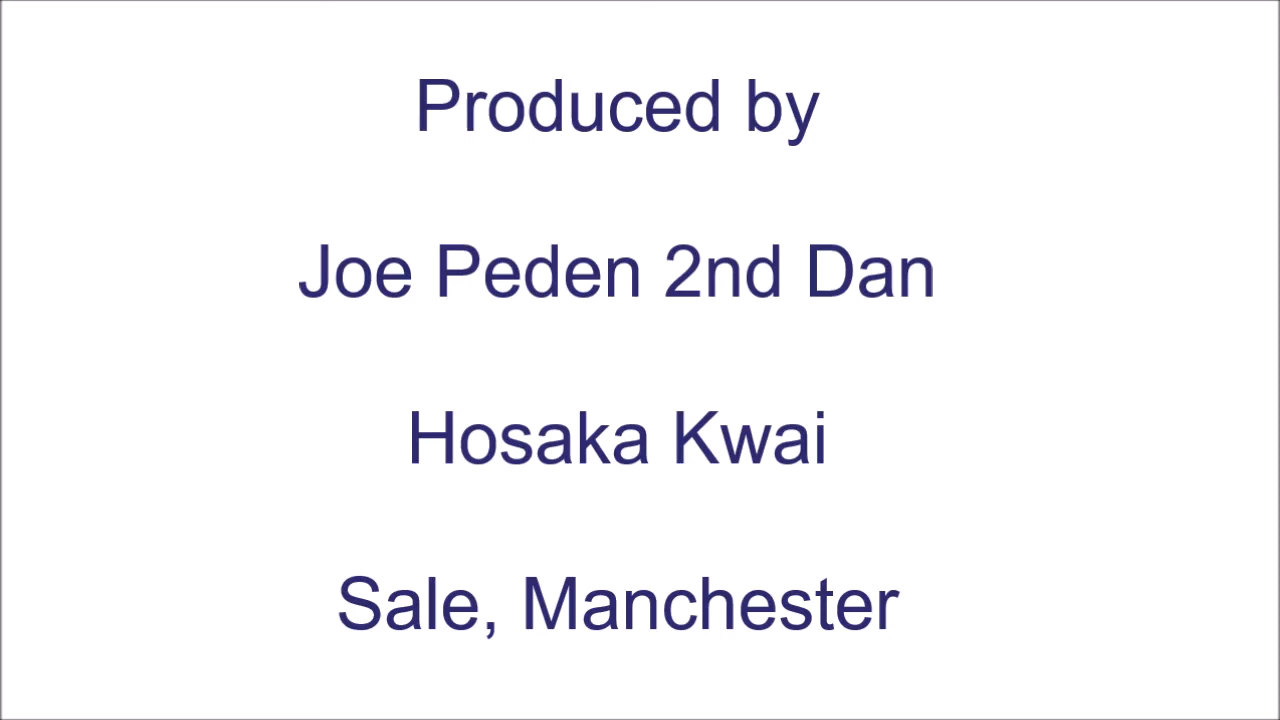 Produced by
Joe Peden 2nd Dan
Hosaka Kwai
Sale, Manchester